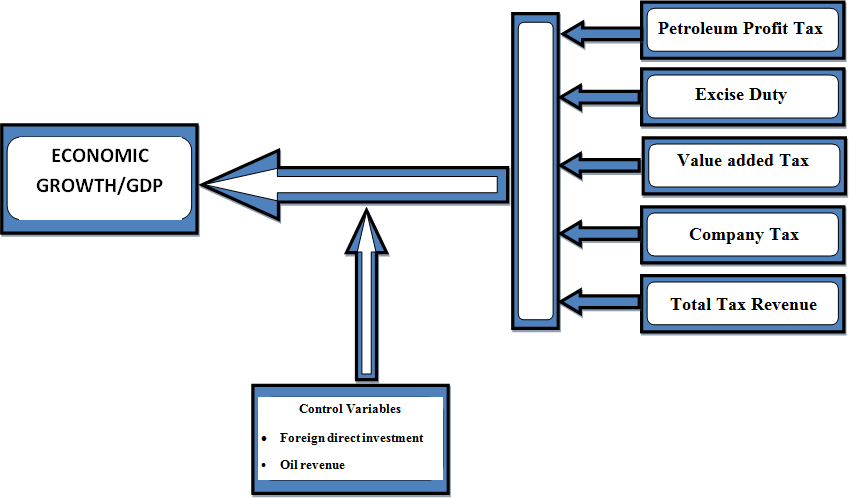 Petroleum Profit Tax
Excise Duty
Value added Tax
Company Tax
Total Tax Revenue
ECONOMIC
GROWTH/GDP
Control Variables
• Foreign direct investment
• Oil revenue